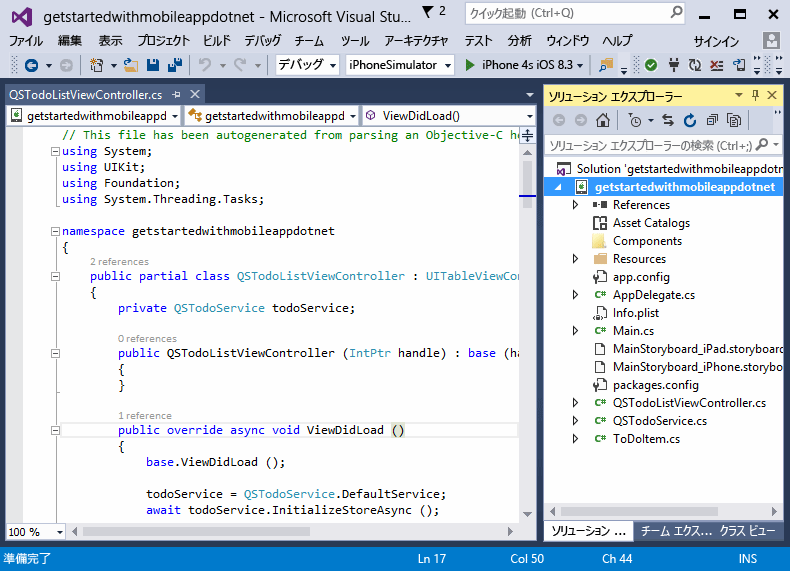 getstartedwithmobileappdotnet - Microsoft Visual Stu...
2
クイック起動 (Ctrl+Q)
ファイル 編集 表示 プロジェクト ビルド デバッグ チーム ツール アーキテクチャ テスト 分析 ウィンドウ ヘルプ サインイン
デバッグ iPhoneSimulator iPhone 4s iOS 8.3
QSTodoListViewController.cs
getstartedwithmobileappd getstartedwithmobileappd ViewDidLoad()
// This file has been autogenerated from parsing an Objective-C he
using System;
using UIKit;
using Foundation;
using System.Threading.Tasks;
namespace getstartedwithmobileappdotnet
{
2 references
public partial class QSTodoListViewController : UITableViewCon
{
private QSTodoService todoService;
0 references
public QSTodoListViewController (IntPtr handle) : base (ha
{
}
1 reference
public override async void ViewDidLoad ()
{
base.ViewDidLoad ();
todoService = QSTodoService.DefaultService;
await todoService.InitializeStoreAsync ();
100 %
ソリューション エクスプローラー
ソリューション エクスプローラーの検索 (Ctrl+;)
Solution 'getstartedwithmobileappdotn
getstartedwithmobileappdotnet
References
Asset Catalogs
Components
Resources
app.config
AppDelegate.cs
Info.plist
Main.cs
MainStoryboard_iPad.storyboard
MainStoryboard_iPhone.storybo
packages.config
QSTodoListViewController.cs
QSTodoService.cs
ToDoItem.cs
ソリューション ... チーム エクス... クラス ビュー
準備完了 Ln 17 Col 50 Ch 44 INS